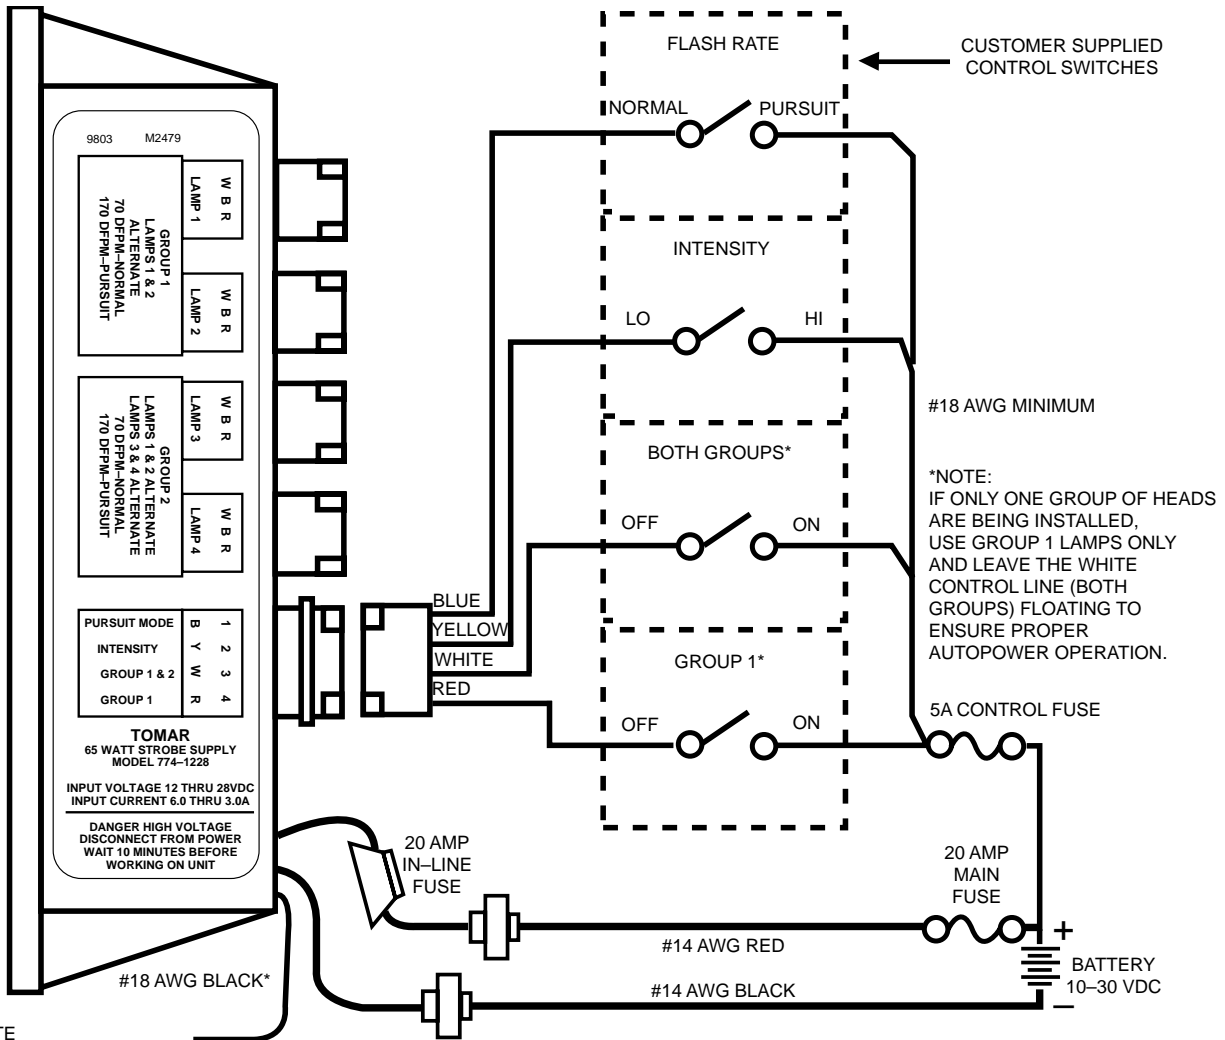 FLASH RATE
NORMAL
PURSUIT
CUSTOMER SUPPLIED
CONTROL SWITCHES
INTENSITY
LO
HI
#18 AWG MINIMUM
BOTH GROUPS*
OFF
ON
*NOTE:
IF ONLY ONE GROUP OF HEADS
ARE BEING INSTALLED,
USE GROUP 1 LAMPS ONLY
AND LEAVE THE WHITE
CONTROL LINE (BOTH
GROUPS) FLOATING TO
ENSURE PROPER
AUTOPOWER OPERATION.
GROUP 1*
OFF
ON
5A CONTROL FUSE
9803 M2479
GROUP 1
LAMPS 1 & 2
ALTERNATE
70 DFPM–NORMAL
170 DFPM–PURSUIT
W B R
LAMP 1
W B R
LAMP 2
GROUP 2
LAMPS 1 & 2 ALTERNATE
LAMPS 3 & 4 ALTERNATE
70 DFPM–NORMAL
170 DFPM–PURSUIT
W B R
LAMP 3
W B R
LAMP 4
PURSUIT MODE B 1
INTENSITY Y 2
GROUP 1 & 2 W 3
GROUP 1 R 4
BLUE
YELLOW
WHITE
RED
TOMAR
65 WATT STROBE SUPPLY
MODEL 774–1228
INPUT VOLTAGE 12 THRU 28VDC
INPUT CURRENT 6.0 THRU 3.0A
DANGER HIGH VOLTAGE
DISCONNECT FROM POWER
WAIT 10 MINUTES BEFORE
WORKING ON UNIT
20 AMP
IN–LINE
FUSE
20 AMP
MAIN
FUSE
#14 AWG RED
+
BATTERY
10–30 VDC
–
#14 AWG BLACK
#18 AWG BLACK*
TE